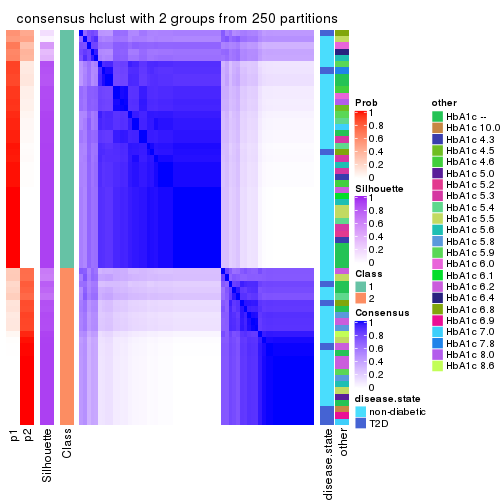 consensus hclust with 2 groups from 250 partitions
p1
p2
Silhouette
Class
disease.state
other
Prob
1
0.8
0.6
0.4
0.2
0
Silhouette
1
0.8
0.6
0.4
0.2
0
Class
1
2
Consensus
1
0.8
0.6
0.4
0.2
0
disease.state
non-diabetic
T2D
other
HbA1c --
HbA1c 10.0
HbA1c 4.3
HbA1c 4.5
HbA1c 4.6
HbA1c 5.0
HbA1c 5.2
HbA1c 5.3
HbA1c 5.4
HbA1c 5.5
HbA1c 5.6
HbA1c 5.8
HbA1c 5.9
HbA1c 6.0
HbA1c 6.1
HbA1c 6.2
HbA1c 6.4
HbA1c 6.8
HbA1c 6.9
HbA1c 7.0
HbA1c 7.8
HbA1c 8.0
HbA1c 8.6